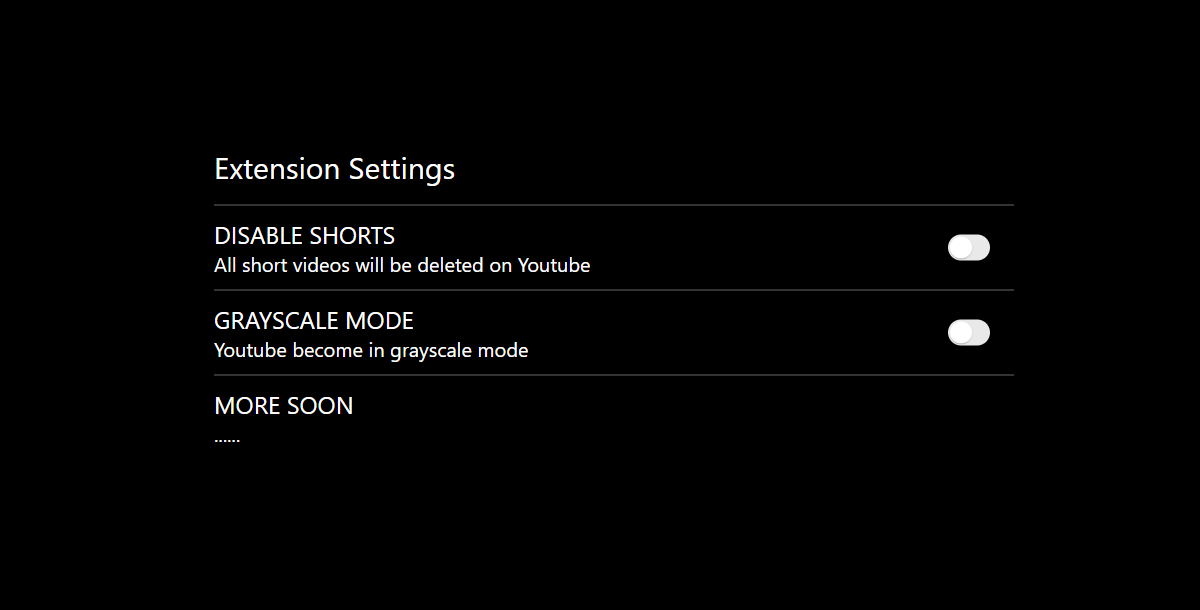 Extension Settings
DISABLE SHORTS
All short videos will be deleted on Youtube
GRAYSCALE MODE
Youtube become in grayscale mode
MORE SOON
......